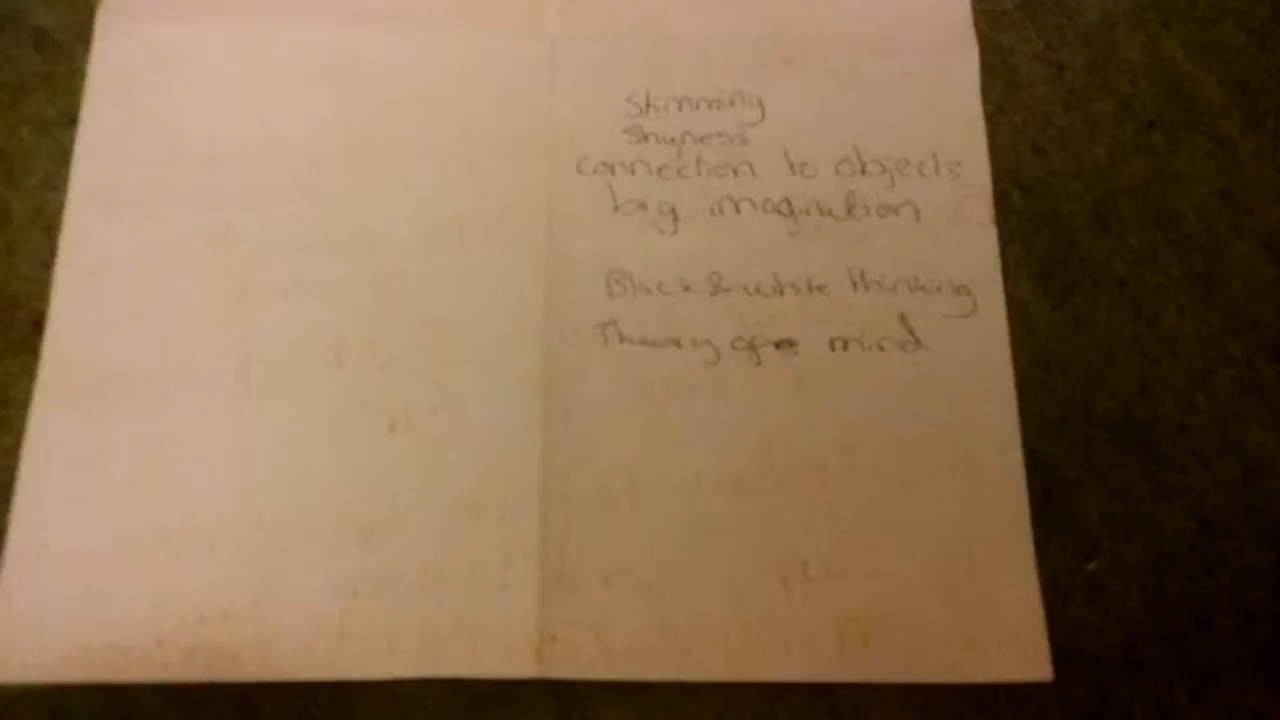 Stimming
Shyness
connection to objects
big imagination
Black & white thinking
Theory of mind